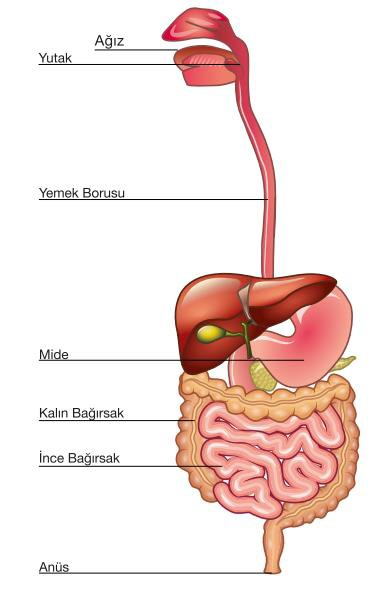 Ağız
Yutak
Yemek Borusu
Mide
Kalın Bağırsak
İnce Bağırsak
Anüs